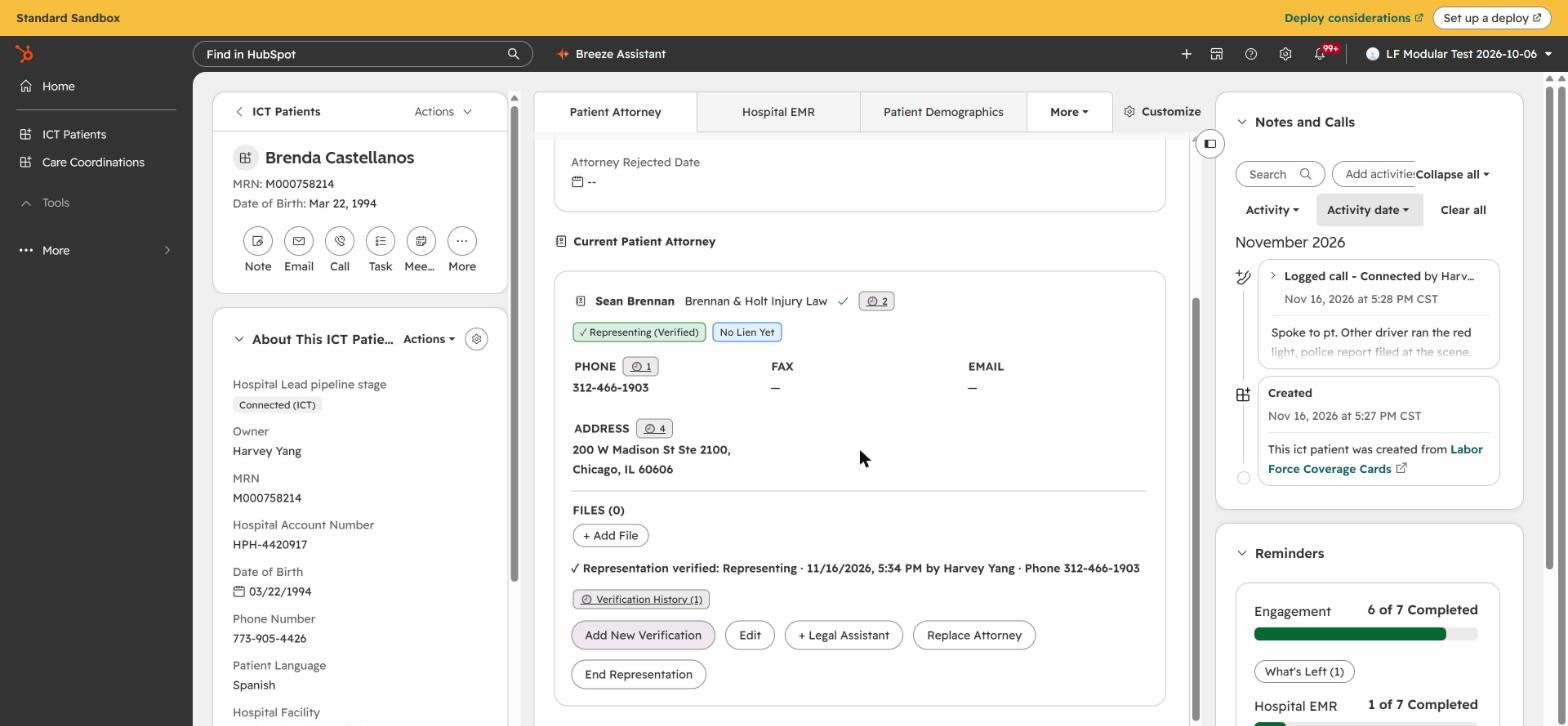 Standard Sandbox
Deploy considerations
Set up a deploy
Find in HubSpot
Breeze Assistant
99+
LF Modular Test 2026-10-06
Home
ICT Patients
Care Coordinations
Tools
More
ICT Patients
Actions
Brenda Castellanos
MRN: M000758214
Date of Birth: Mar 22, 1994
Note
Email
Call
Task
Mee...
More
About This ICT Patie...
Actions
Hospital Lead pipeline stage
Connected (ICT)
Owner
Harvey Yang
MRN
M000758214
Hospital Account Number
HPH-4420917
Date of Birth
03/22/1994
Phone Number
773-905-4426
Patient Language
Spanish
Hospital Facility
Patient Attorney
Hospital EMR
Patient Demographics
More
Customize
Attorney Rejected Date
--
Current Patient Attorney
Sean Brennan Brennan & Holt Injury Law ✓ 2
✓ Representing (Verified) No Lien Yet
PHONE 1 FAX EMAIL
312-466-1903 — —
ADDRESS 4
200 W Madison St Ste 2100,
Chicago, IL 60606
FILES (0)
+ Add File
✓ Representation verified: Representing · 11/16/2026, 5:34 PM by Harvey Yang · Phone 312-466-1903
Verification History (1)
Add New Verification
Edit
+ Legal Assistant
Replace Attorney
End Representation
Notes and Calls
Search
Add activities
Collapse all
Activity
Activity date
Clear all
November 2026
Logged call - Connected by Harv...
Nov 16, 2026 at 5:28 PM CST
Spoke to pt. Other driver ran the red
light, police report filed at the scene.
Created
Nov 16, 2026 at 5:27 PM CST
This ict patient was created from Labor
Force Coverage Cards
Reminders
Engagement 6 of 7 Completed
What's Left (1)
Hospital EMR 1 of 7 Completed